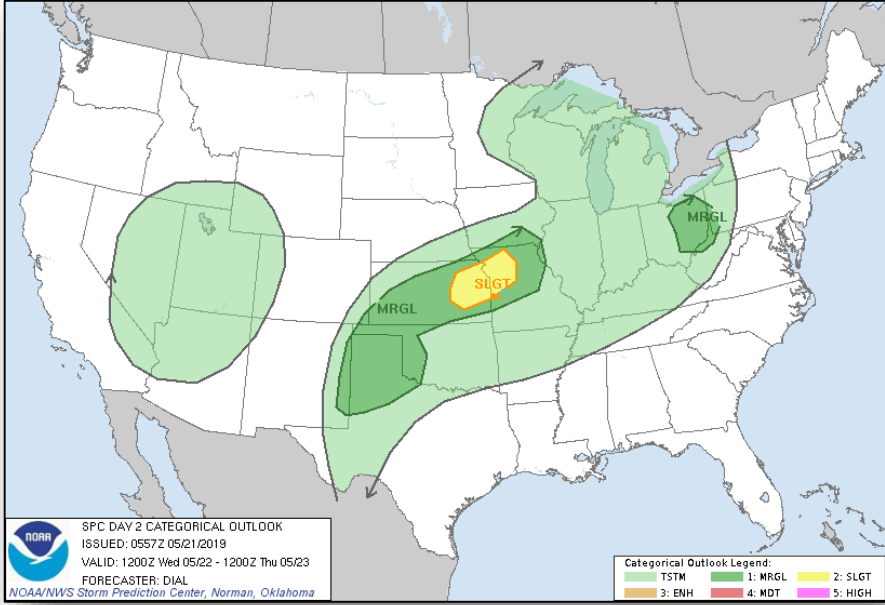 MRGL
SLGT
MRGL
NOAA
SPC DAY 2 CATEGORICAL OUTLOOK
ISSUED: 0557Z 05/21/2019
VALID: 1200Z Wed 05/22 - 1200Z Thu 05/23
FORECASTER: DIAL
NOAA/NWS Storm Prediction Center, Norman, Oklahoma
Categorical Outlook Legend:
TSTM 1: MRGL 2: SLGT
3: ENH 4: MDT 5: HIGH